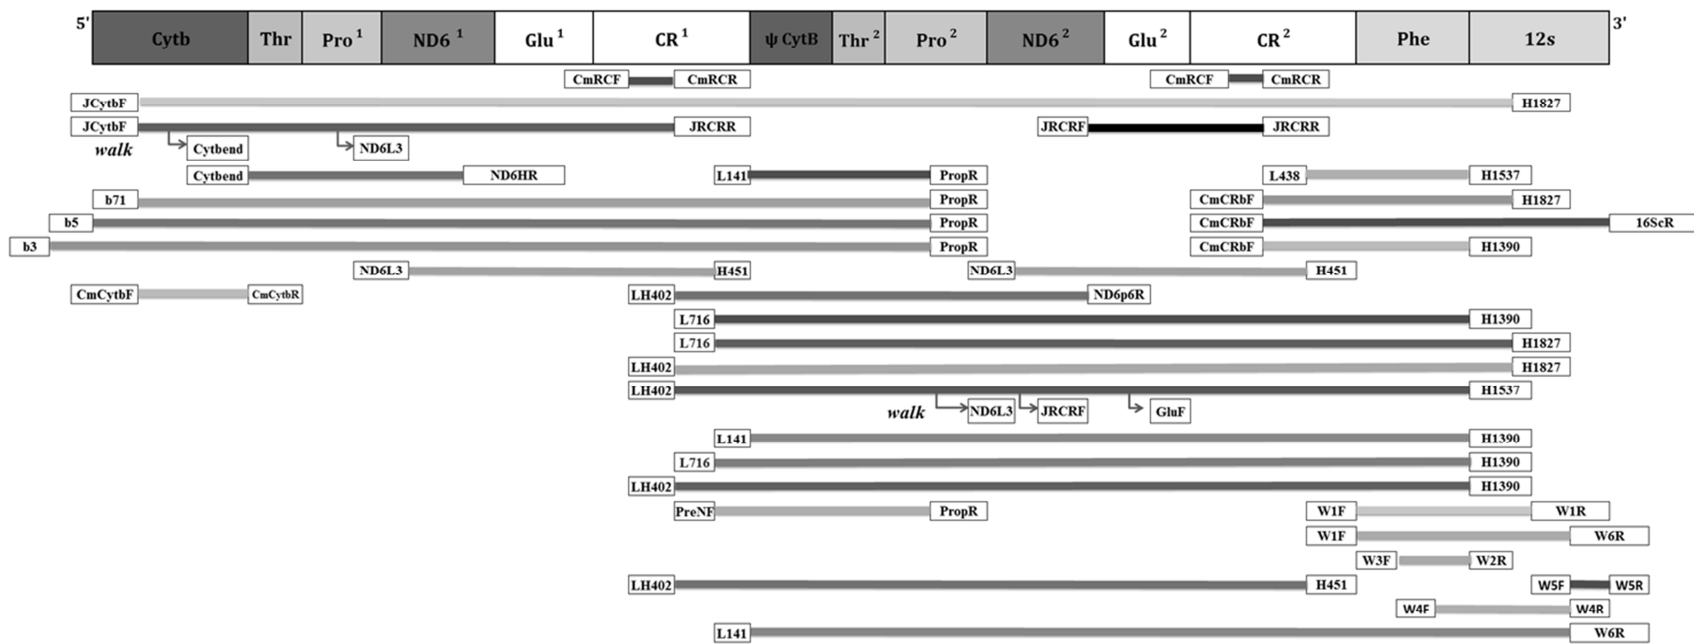 5' Cytb Thr Pro 1 ND6 1 Glu 1 CR 1 ψ CytB Thr 2 Pro 2 ND6 2 Glu 2 CR 2 Phe 12s 3'
CmRCF CmRCR CmRCF CmRCR
JCytbF H1827
JCytbF JRCRR JRCRF JRCRR
walk Cytbend ND6L3
Cytbend ND6HR L141 PropR L438 H1537
b71 PropR CmCRbF H1827
b5 PropR CmCRbF 16ScR
b3 PropR CmCRbF H1390
ND6L3 H451 ND6L3 H451
CmCytbF CmCytbR LH402 ND6p6R
L716 H1390
L716 H1827
LH402 H1827
LH402 H1537
walk ND6L3 JRCRF GluF
L141 H1390
L716 H1390
LH402 H1390
PreNF PropR W1F W1R
W1F W6R
W3F W2R
LH402 H451 W5F W5R
W4F W4R
L141 W6R